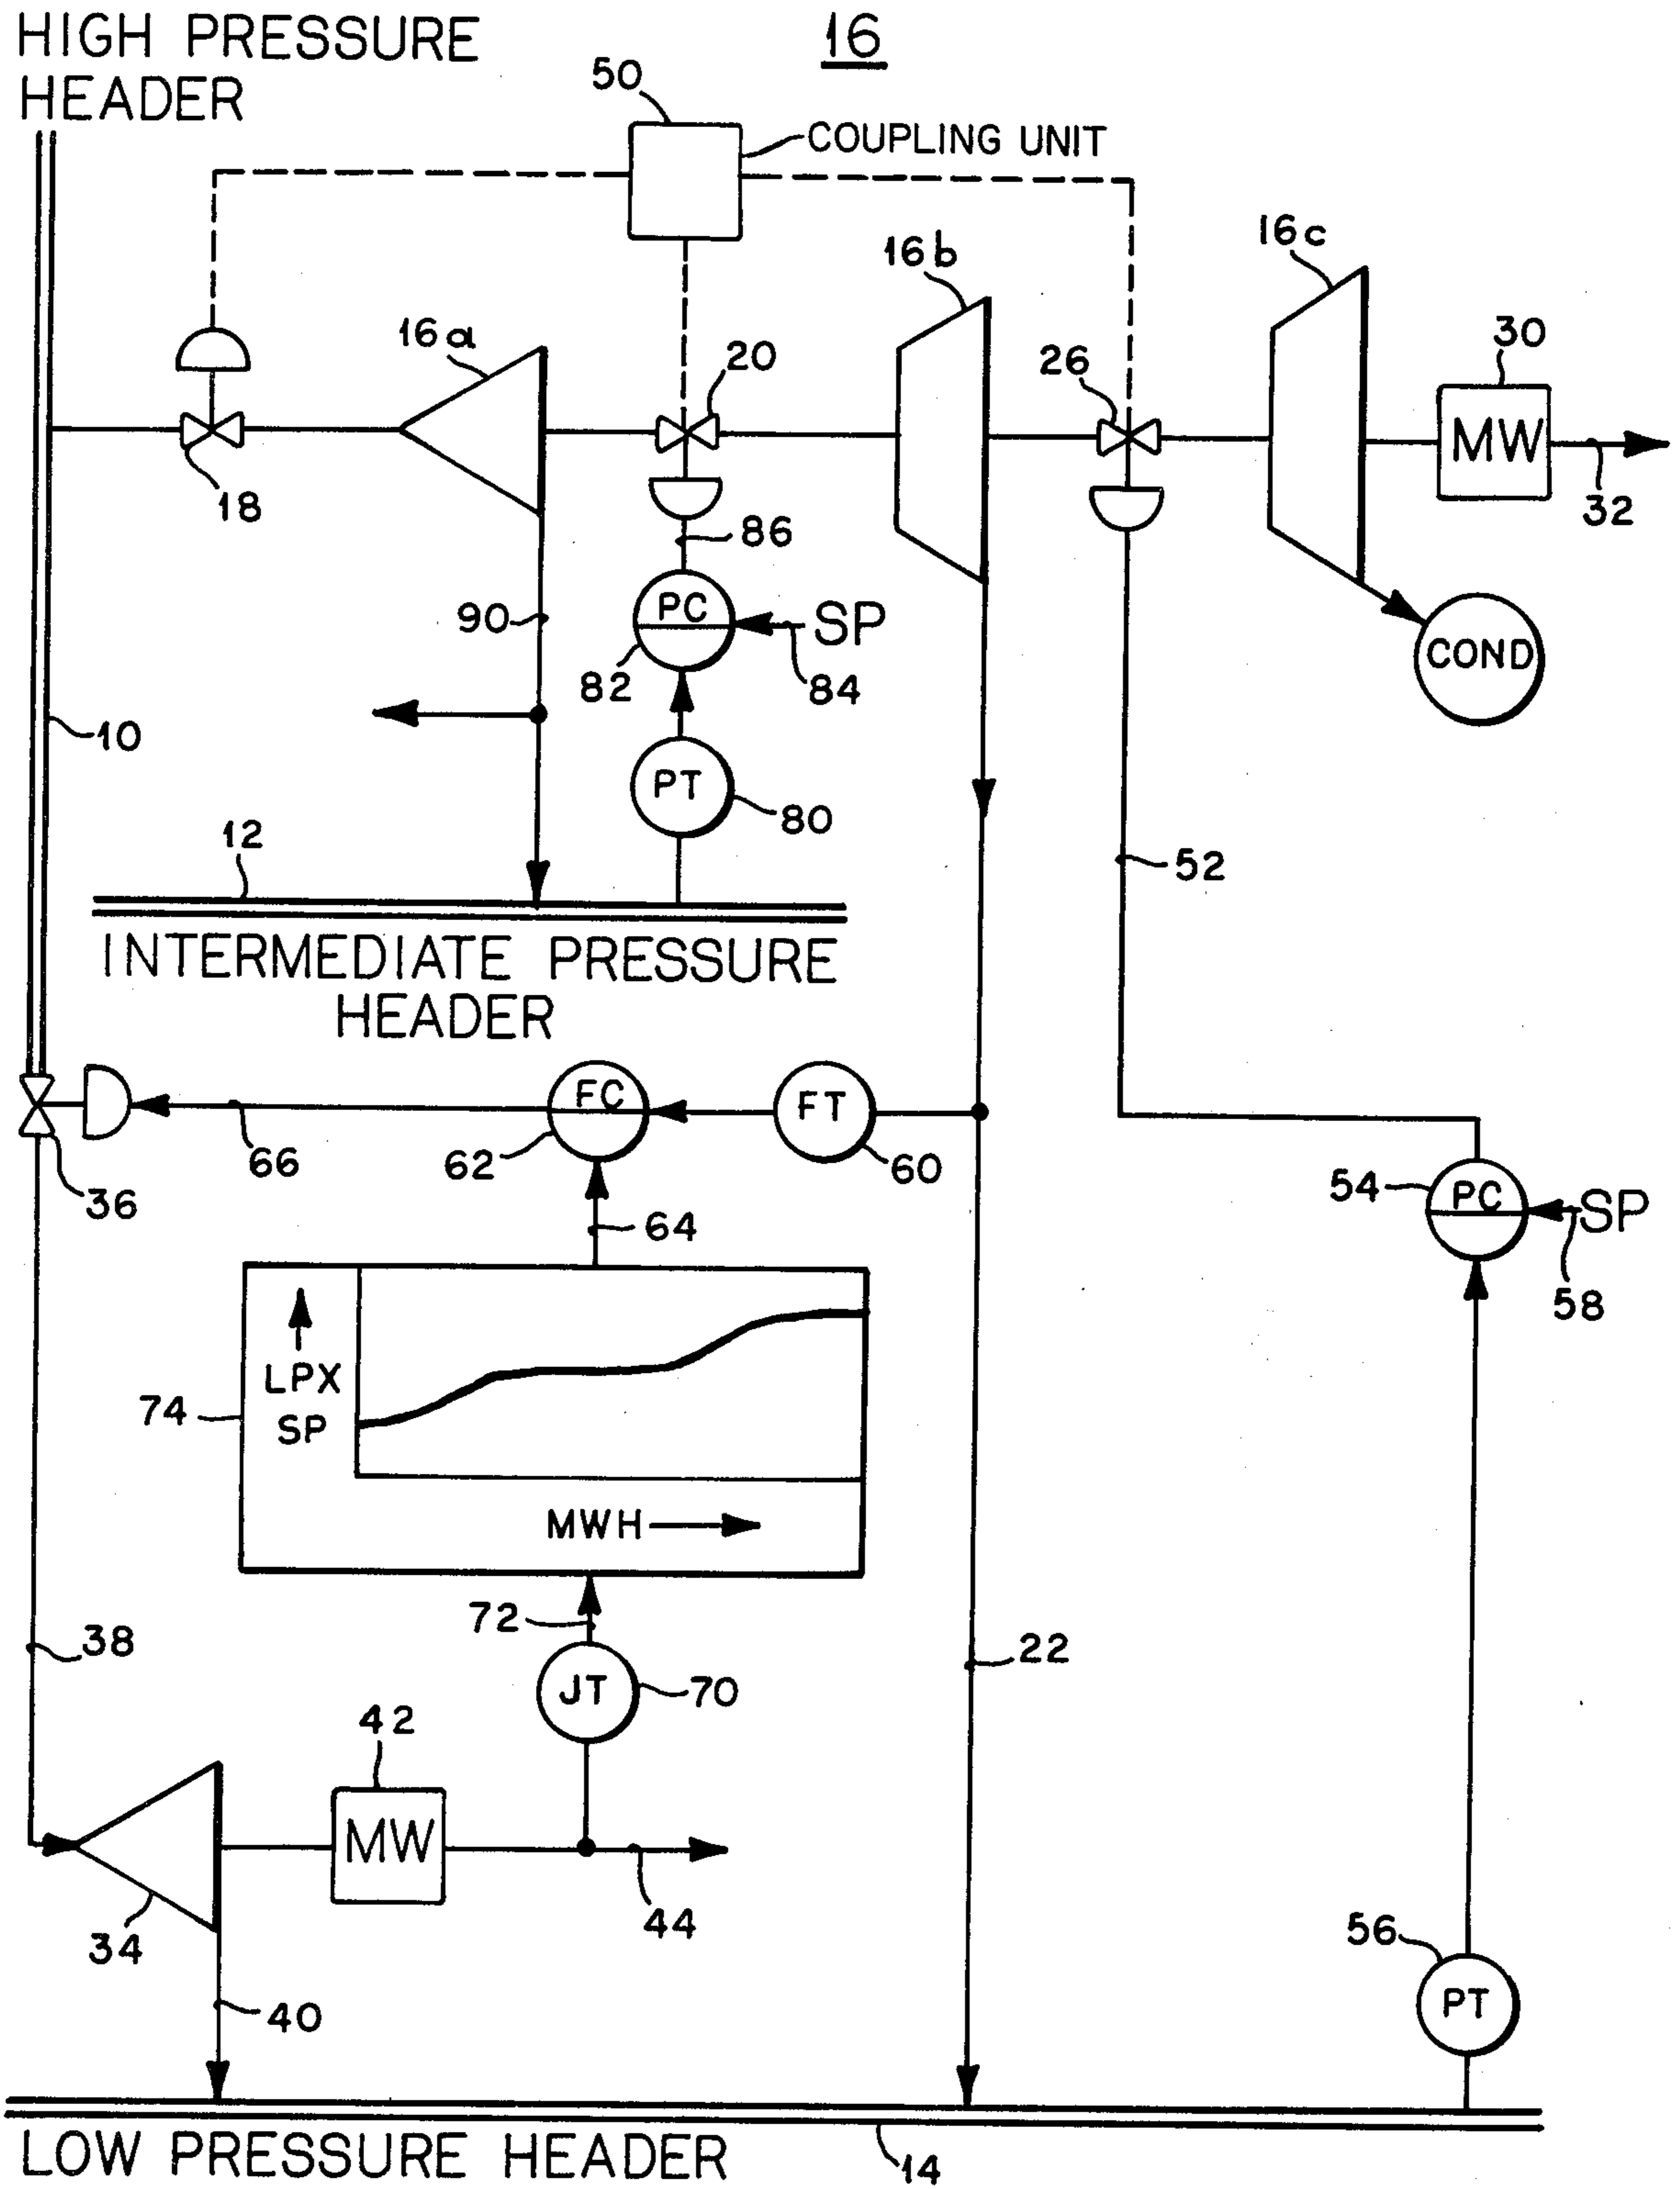 HIGH PRESSURE
HEADER
16
50
COUPLING UNIT
16b
16c
16a
20
26
30
MW
18
32
86
PC
SP
90
82
84
COND
10
PT
80
12
52
INTERMEDIATE PRESSURE
HEADER
FC
FT
66
62
60
36
54
PC
SP
64
58
LPX
SP
74
MWH
72
38
22
JT
70
42
MW
44
34
56
PT
40
LOW PRESSURE HEADER
14